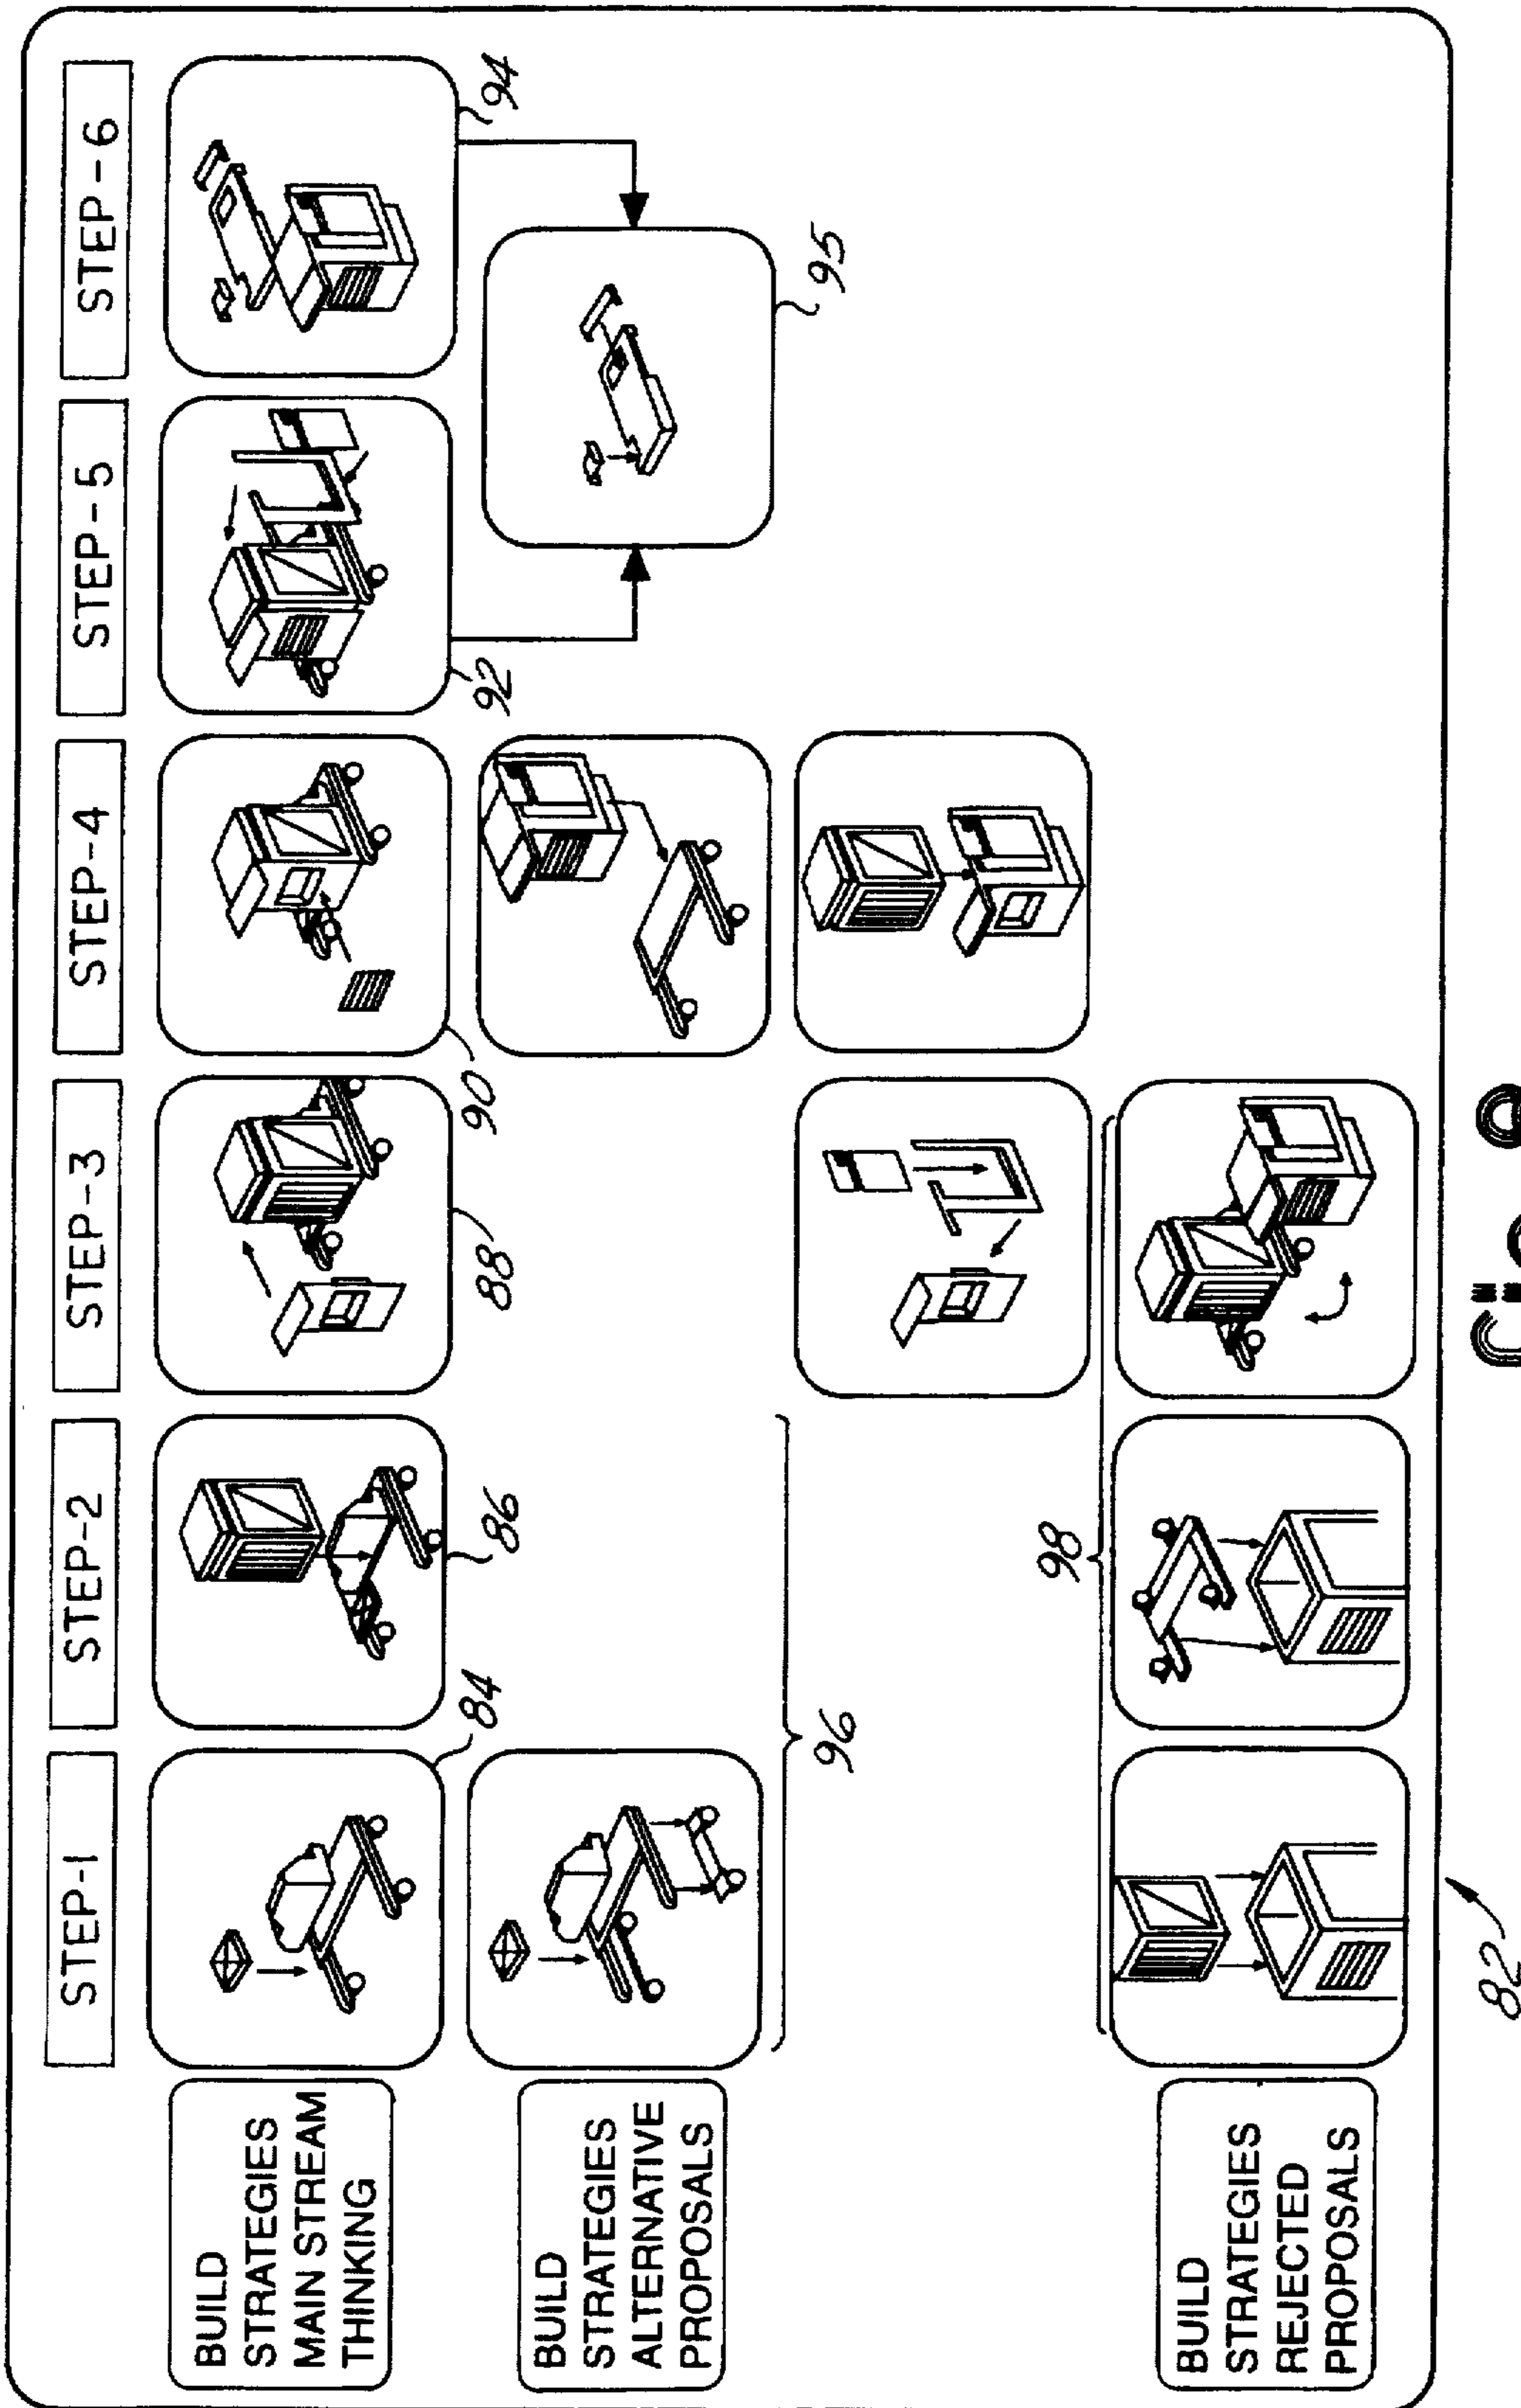 STEP-1
STEP-2
STEP-3
STEP-4
STEP-5
STEP-6
BUILD
STRATEGIES
MAIN STREAM
THINKING
84
86
88
90
92
94
BUILD
STRATEGIES
ALTERNATIVE
PROPOSALS
95
96
98
BUILD
STRATEGIES
REJECTED
PROPOSALS
82